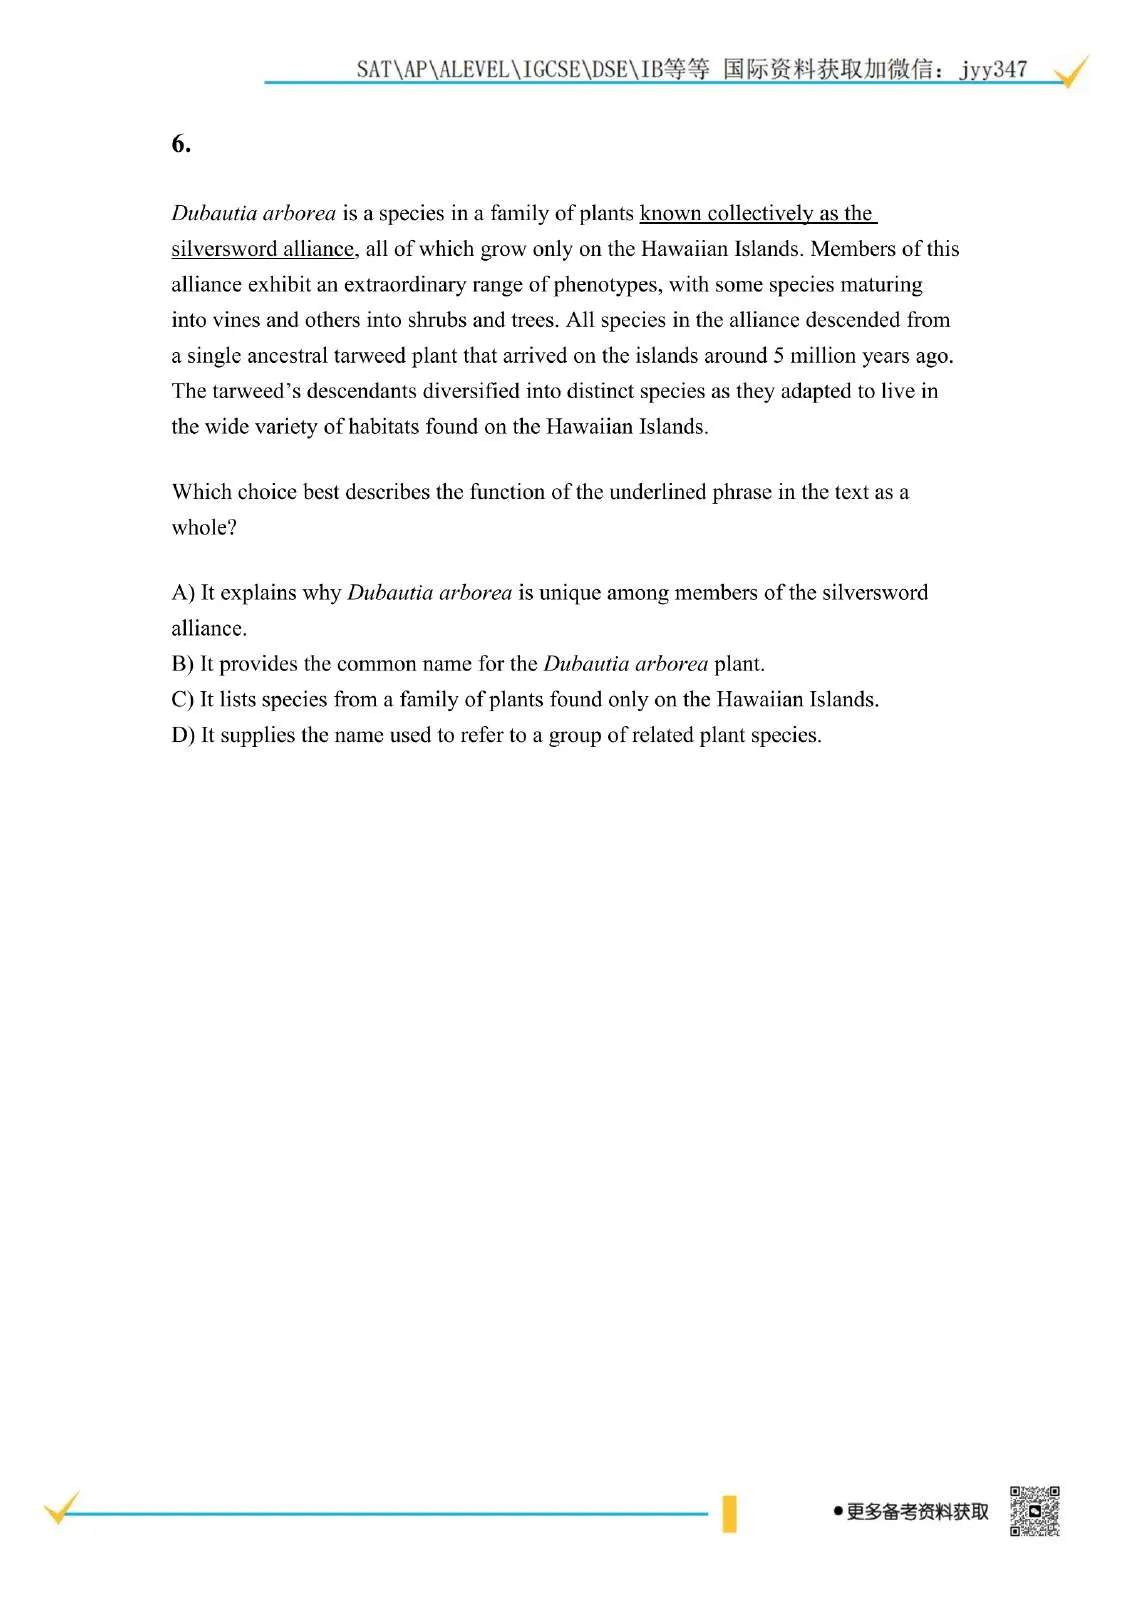 SAT\AP\ALEVEL\IGCSE\DSE\IB等等 国际资料获取加微信：jyy347
6.
Dubautia arborea is a species in a family of plants known collectively as the
silversword alliance, all of which grow only on the Hawaiian Islands. Members of this
alliance exhibit an extraordinary range of phenotypes, with some species maturing
into vines and others into shrubs and trees. All species in the alliance descended from
a single ancestral tarweed plant that arrived on the islands around 5 million years ago.
The tarweed’s descendants diversified into distinct species as they adapted to live in
the wide variety of habitats found on the Hawaiian Islands.
Which choice best describes the function of the underlined phrase in the text as a
whole?
A) It explains why Dubautia arborea is unique among members of the silversword
alliance.
B) It provides the common name for the Dubautia arborea plant.
C) It lists species from a family of plants found only on the Hawaiian Islands.
D) It supplies the name used to refer to a group of related plant species.
•更多备考资料获取